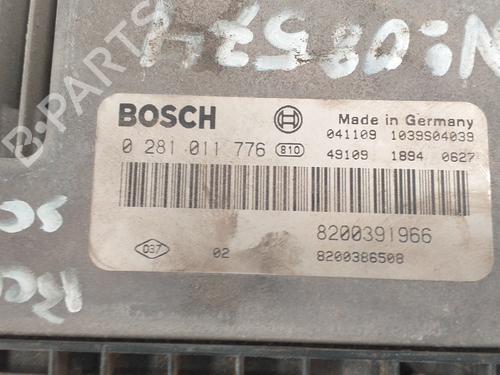 N:08524
B-PARTS
BOSCH
Made in Germany
041109 1039S04039
0 281 011 776 810
49109 1894 0627
8200391966
037 02 8200386508